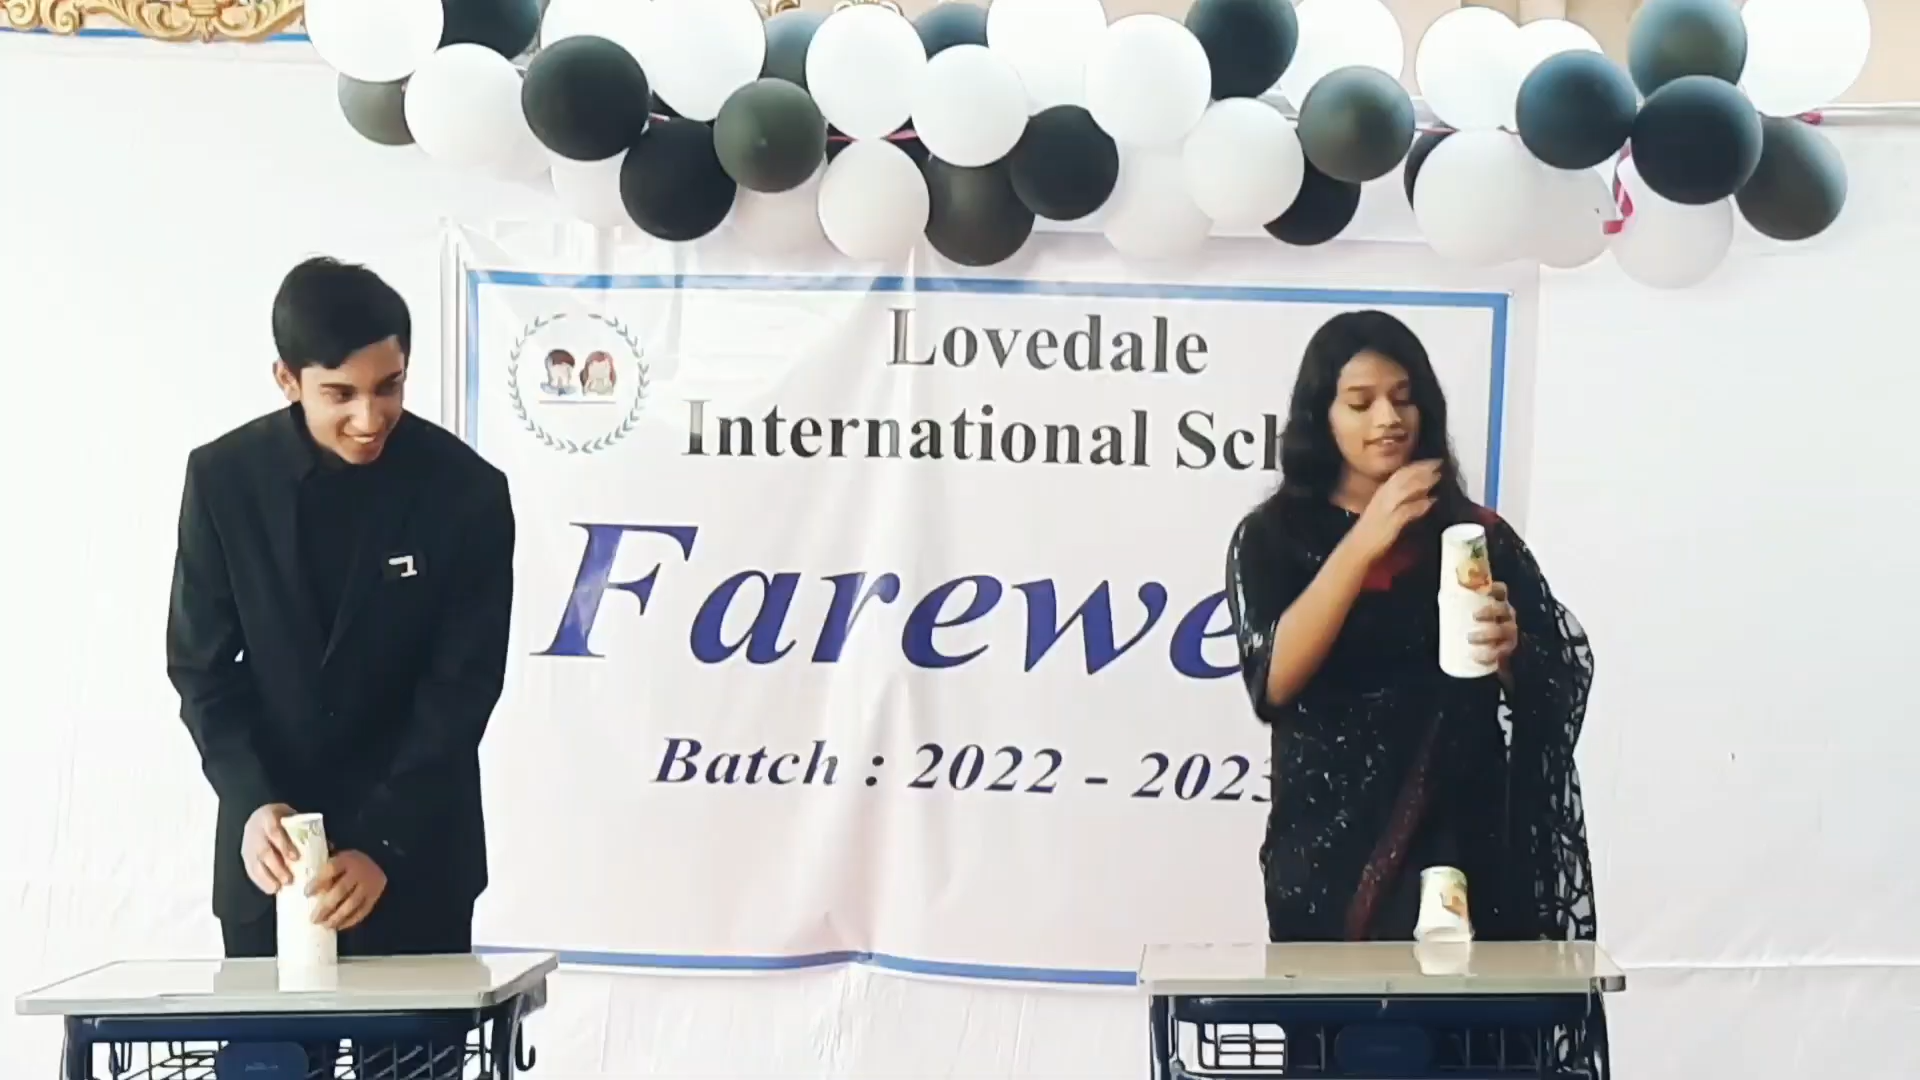 Lovedale
International Sch
Farewe
Batch : 2022 - 2023